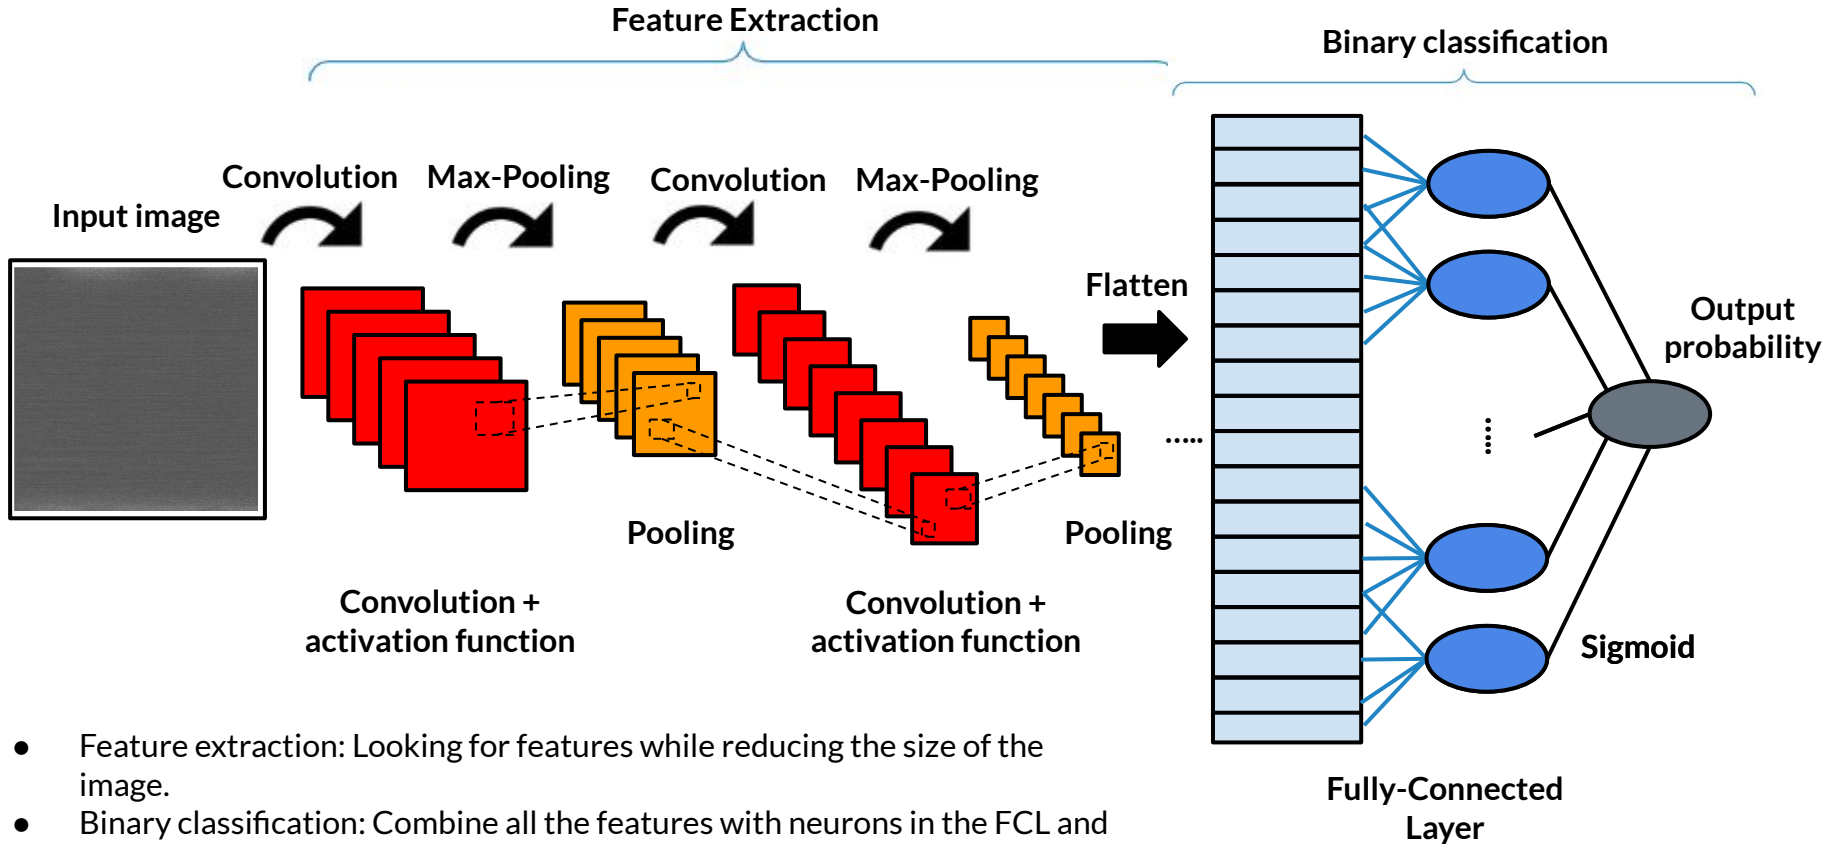 Feature Extraction
Binary classification
Convolution
Max-Pooling
Convolution
Max-Pooling
Input image
Flatten
Output
probability
.....
.....
Pooling
Pooling
Convolution +
activation function
Convolution +
activation function
Sigmoid
Fully-Connected
Layer
● Feature extraction: Looking for features while reducing the size of the
image.
● Binary classification: Combine all the features with neurons in the FCL and